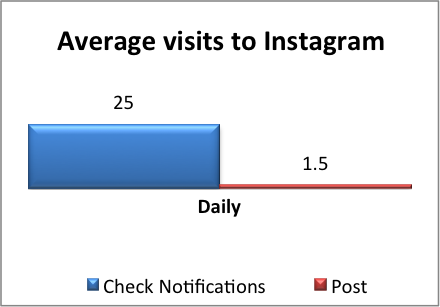 Average visits to Instagram
25
1.5
Daily
Check Notifications
Post